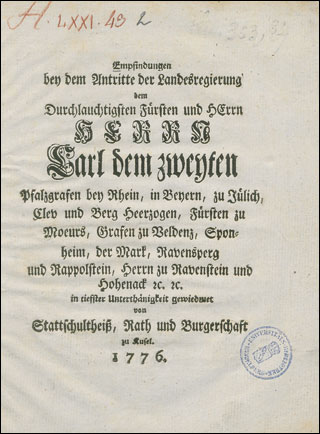 H. LXXI. 49 2
Empfindungen
bey dem Antritte der Landesregierung
dem
Durchlauchtigsten Fürsten und HErrn
HERRN
Carl dem zweyten
Pfalzgrafen bey Rhein, in Beyern, zu Jülich,
Clev und Berg Heerzogen, Fürsten zu
Moeurs, Grafen zu Veldenz, Spon-
heim, der Mark, Ravensperg
und Rappolstein, Herrn zu Ravenstein und
Hohenack ꝛc. ꝛc.
in tiefster Unterthänigkeit gewiedmet
von
Stattschultheiß, Rath und Burgerschaft
zu Kusel.
1776.